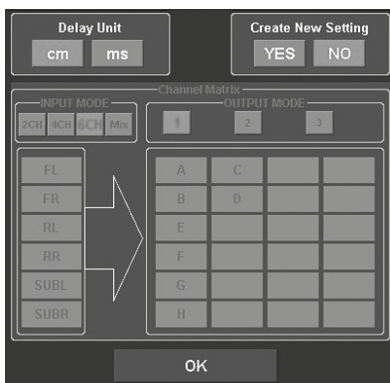 Delay Unit Create New Setting
cm ms YES NO
Channel Matrix
INPUT MODE OUTPUT MODE
2CH 4CH 6CH Mix 1 2 3
FL A C
FR B D
RL E
RR F
SUBL G
SUBR H
OK